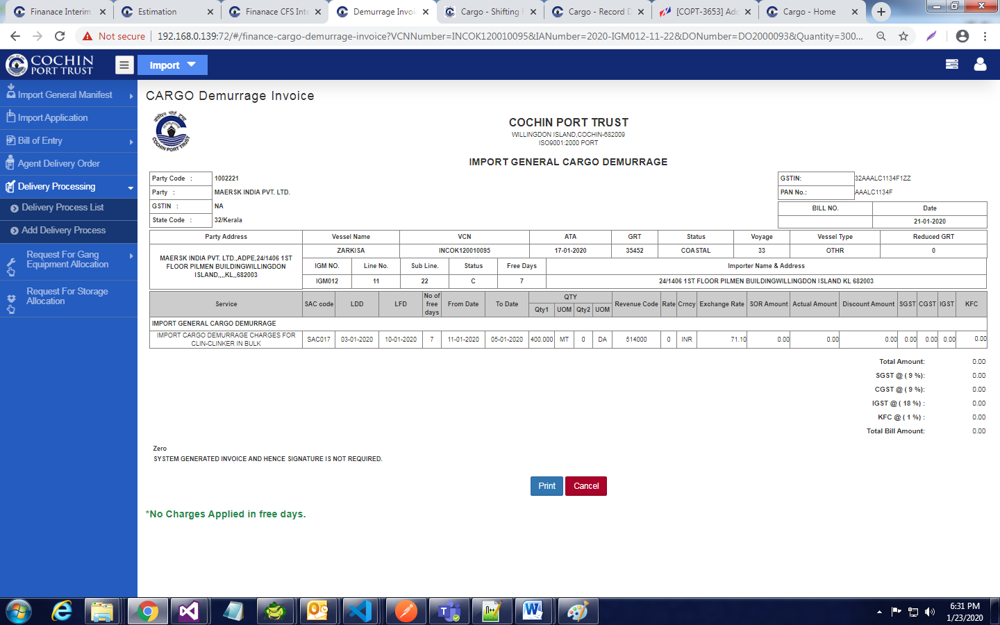 Finanace Interim
Estimation
Finanace CFS Inte
Demurrage Invoi
Cargo - Shifting
Cargo - Record D
[COPT-3653] Add
Cargo - Home
Not secure
192.168.0.139:72/#/finance-cargo-demurrage-invoice?VCNNumber=INCOK120010095&IANumber=2020-IGM012-11-22&DONumber=DO2000093&Quantity=300...
COCHIN
PORT TRUST
Import
Import General Manifest
Import Application
Bill of Entry
Agent Delivery Order
Delivery Processing
Delivery Process List
Add Delivery Process
Request For Gang
Equipment Allocation
Request For Storage
Allocation
CARGO Demurrage Invoice
COCHIN PORT TRUST
COCHIN PORT TRUST
WILLINGDON ISLAND,COCHIN-682009
ISO9001:2000 PORT
IMPORT GENERAL CARGO DEMURRAGE
Party Code : 1002221
Party : MAERSK INDIA PVT. LTD.
GSTIN : NA
State Code : 32/Kerala
GSTIN: 32AAALC1134F1ZZ
PAN No.: AAALC1134F
BILL NO. Date
21-01-2020
Party Address Vessel Name VCN ATA GRT Status Voyage Vessel Type Reduced GRT
MAERSK INDIA PVT. LTD.,ADPE,24/1406 1ST
FLOOR PILMEN BUILDINGWILLINGDON
ISLAND,,,,KL,,682003
ZARKISA INCOK120010095 17-01-2020 35452 COASTAL 33 OTHR 0
IGM NO. Line No. Sub Line. Status Free Days Importer Name & Address
IGM012 11 22 C 7 24/1406 1ST FLOOR PILMEN BUILDINGWILLINGDON ISLAND KL 682003
Service SAC code LDD LFD No of free days From Date To Date QTY Revenue Code Rate Crncy Exchange Rate SOR Amount Actual Amount Discount Amount SGST CGST IGST KFC
Qty1 UOM Qty2 UOM
IMPORT GENERAL CARGO DEMURRAGE
IMPORT CARGO DEMURRAGE CHARGES FOR
CLIN-CLINKER IN BULK
SAC017 03-01-2020 10-01-2020 7 11-01-2020 05-01-2020 400.000 MT 0 DA 514000 0 INR 71.10 0.00 0.00 0.00 0.00 0.00 0.00 0.00
Total Amount: 0.00
SGST @ ( 9 %): 0.00
CGST @ ( 9 %): 0.00
IGST @ ( 18 %) : 0.00
KFC @ ( 1 %) : 0.00
Total Bill Amount: 0.00
Zero
SYSTEM GENERATED INVOICE AND HENCE SIGNATURE IS NOT REQUIRED.
Print
Cancel
*No Charges Applied in free days.
6:31 PM
1/23/2020